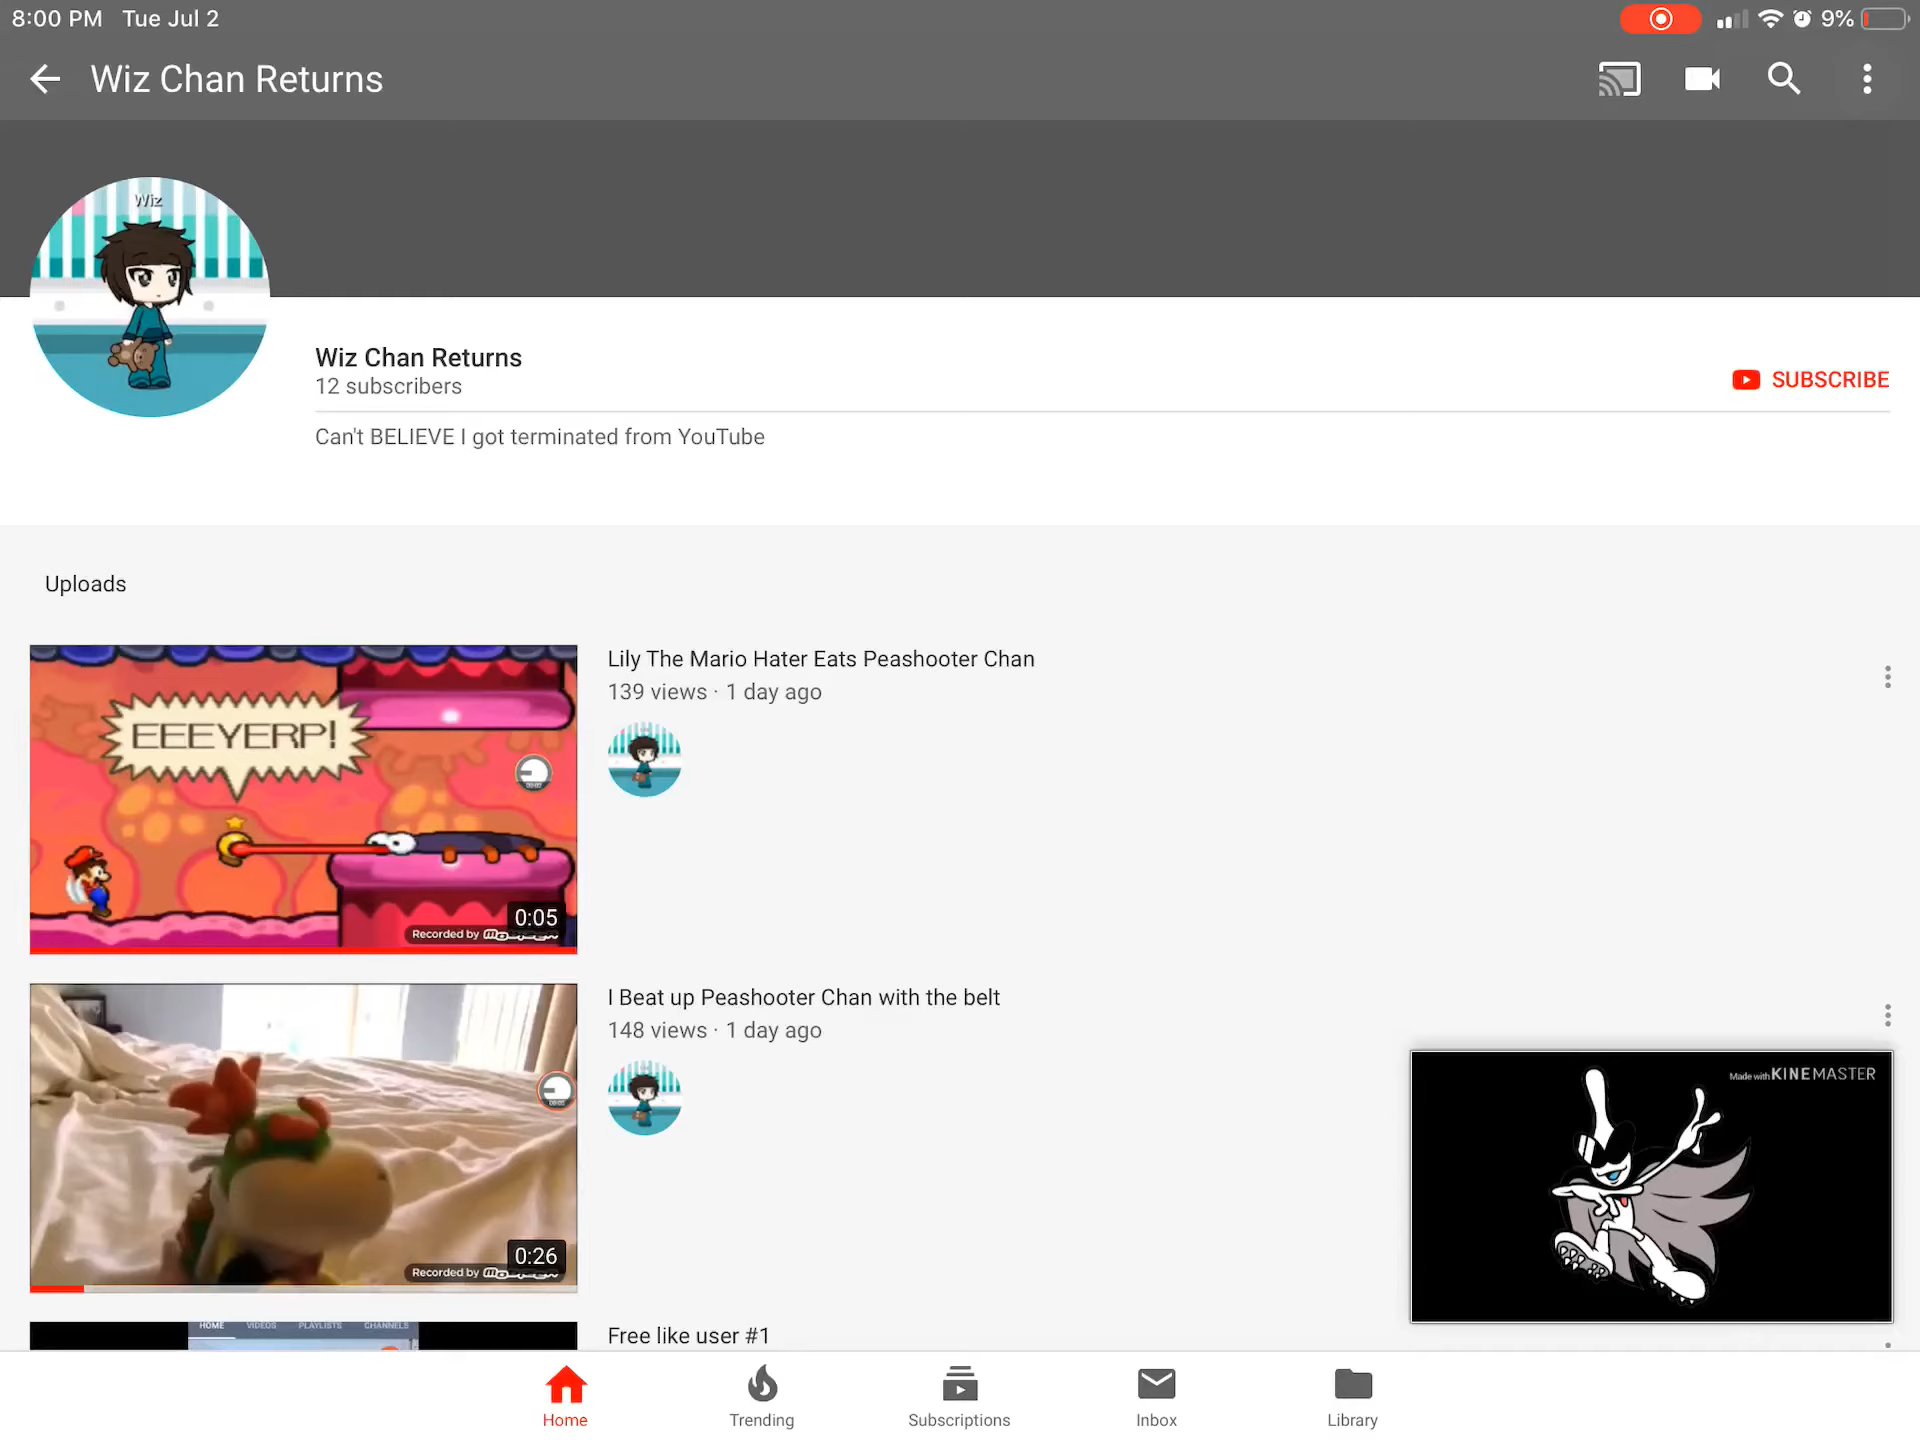 8:00 PM Tue Jul 2
9%
Wiz Chan Returns
Wiz
Wiz Chan Returns
12 subscribers
SUBSCRIBE
Can't BELIEVE I got terminated from YouTube
Uploads
EEEYERP!
0:05
Recorded by
Lily The Mario Hater Eats Peashooter Chan
139 views · 1 day ago
0:26
Recorded by
I Beat up Peashooter Chan with the belt
148 views · 1 day ago
Made with KINEMASTER
HOME VIDEOS PLAYLISTS CHANNELS
Free like user #1
Home
Trending
Subscriptions
Inbox
Library